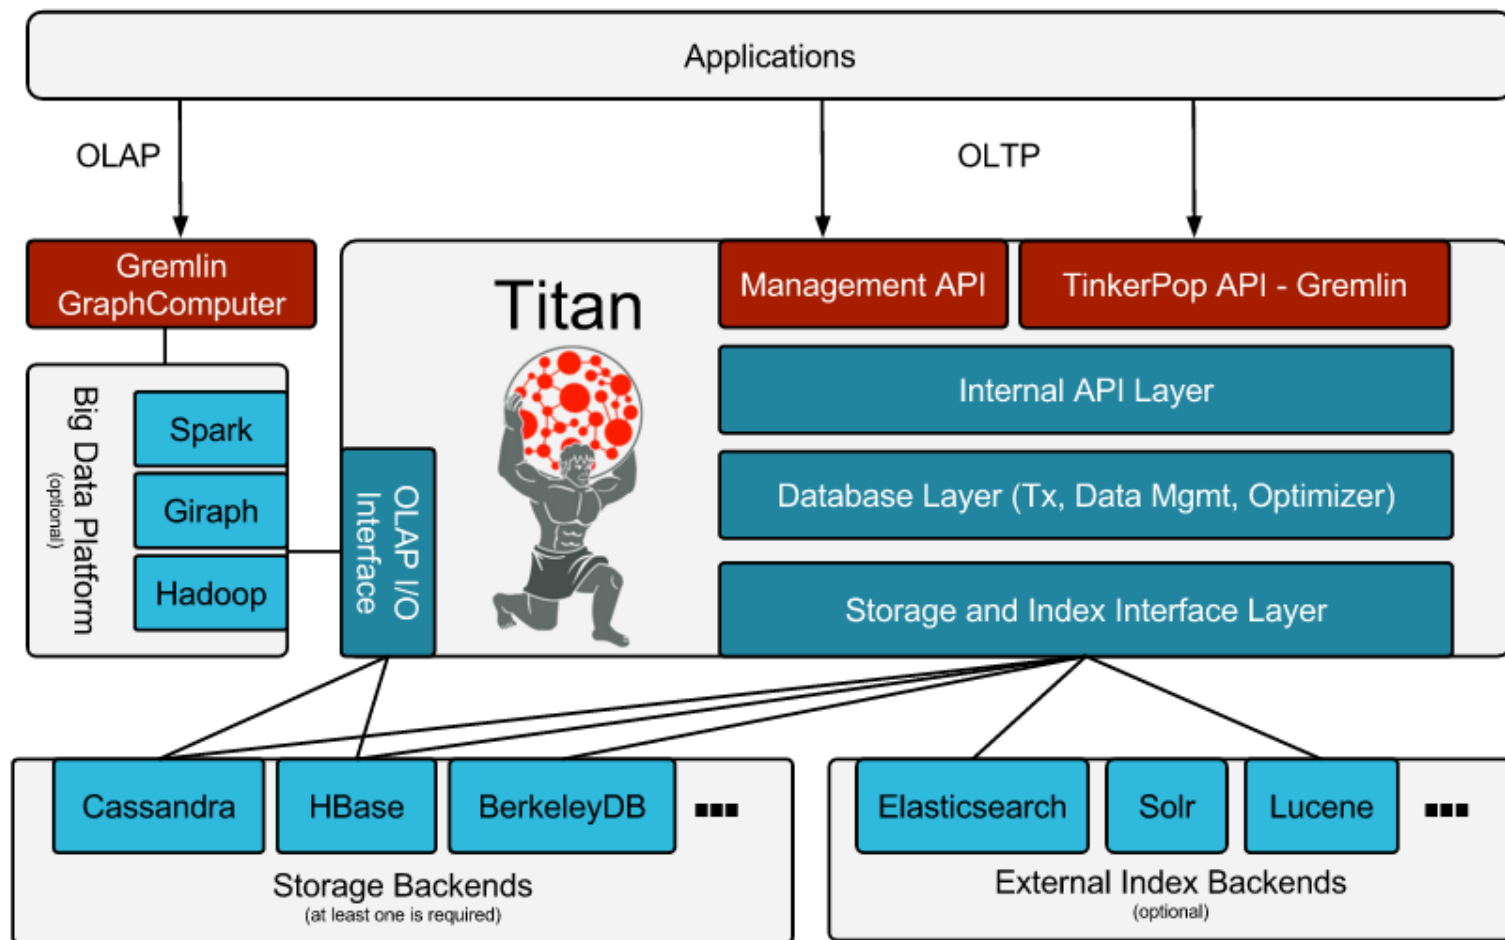 Applications
OLAP
OLTP
Gremlin
GraphComputer
Titan
Management API
TinkerPop API - Gremlin
Internal API Layer
Big Data Platform
(optional)
Spark
Giraph
Hadoop
OLAP I/O
Interface
Database Layer (Tx, Data Mgmt, Optimizer)
Storage and Index Interface Layer
Cassandra
HBase
BerkeleyDB
Storage Backends
(at least one is required)
Elasticsearch
Solr
Lucene
External Index Backends
(optional)